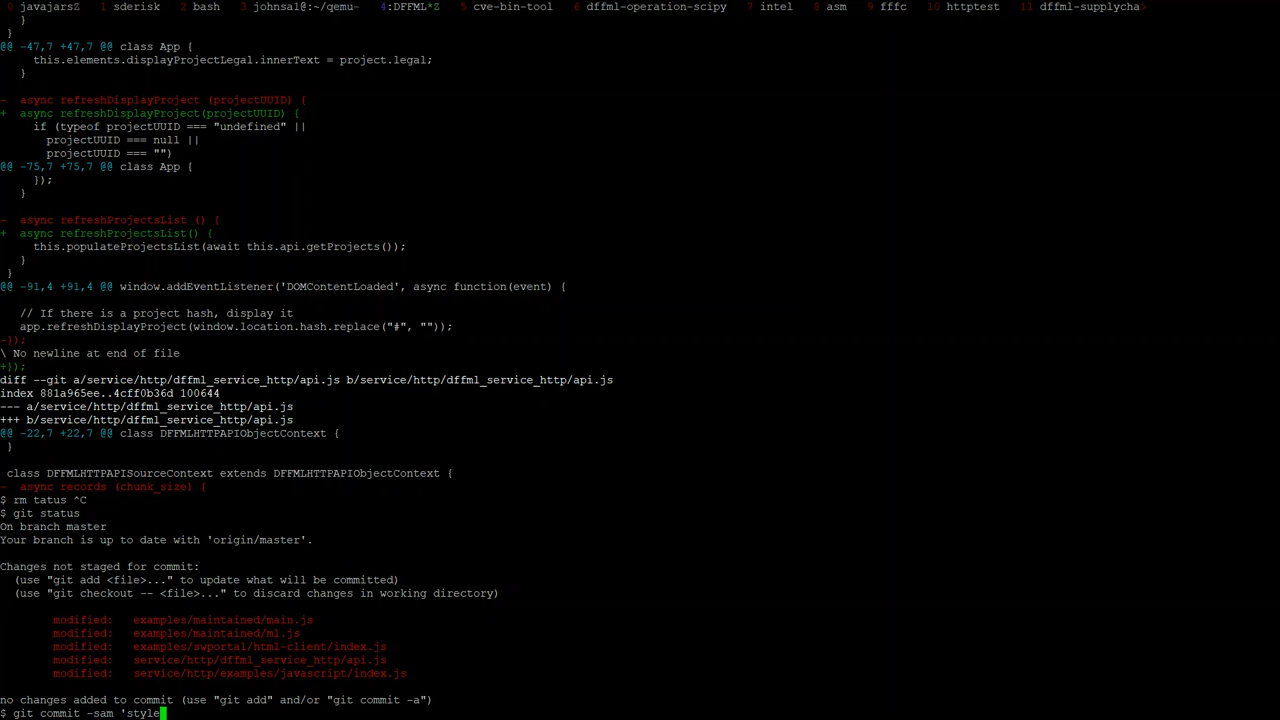 0 javajarsZ  1 sderisk  2 bash  3 johnsal@:~/qemu-  4:DFFML*Z  5 cve-bin-tool  6 dffml-operation-scipy  7 intel  8 asm  9 fffc  10 httptest  11 dffml-supplycha>
 }
@@ -47,7 +47,7 @@ class App {
     this.elements.displayProjectLegal.innerText = project.legal;
   }

-  async refreshDisplayProject (projectUUID) {
+  async refreshDisplayProject(projectUUID) {
     if (typeof projectUUID === "undefined" ||
       projectUUID === null ||
       projectUUID === "")
@@ -75,7 +75,7 @@ class App {
     });
   }

-  async refreshProjectsList () {
+  async refreshProjectsList() {
     this.populateProjectsList(await this.api.getProjects());
   }
 }
@@ -91,4 +91,4 @@ window.addEventListener('DOMContentLoaded', async function(event) {

   // If there is a project hash, display it
   app.refreshDisplayProject(window.location.hash.replace("#", ""));
-});
\ No newline at end of file
+});
diff --git a/service/http/dffml_service_http/api.js b/service/http/dffml_service_http/api.js
index 881a965ee..4cff0b36d 100644
--- a/service/http/dffml_service_http/api.js
+++ b/service/http/dffml_service_http/api.js
@@ -22,7 +22,7 @@ class DFFMLHTTPAPIObjectContext {
 }

 class DFFMLHTTPAPISourceContext extends DFFMLHTTPAPIObjectContext {
-  async records (chunk_size) {
$ rm tatus ^C
$ git status
On branch master
Your branch is up to date with 'origin/master'.

Changes not staged for commit:
  (use "git add <file>..." to update what will be committed)
  (use "git checkout -- <file>..." to discard changes in working directory)

        modified:   examples/maintained/main.js
        modified:   examples/maintained/ml.js
        modified:   examples/swportal/html-client/index.js
        modified:   service/http/dffml_service_http/api.js
        modified:   service/http/examples/javascript/index.js

no changes added to commit (use "git add" and/or "git commit -a")
$ git commit -sam 'style